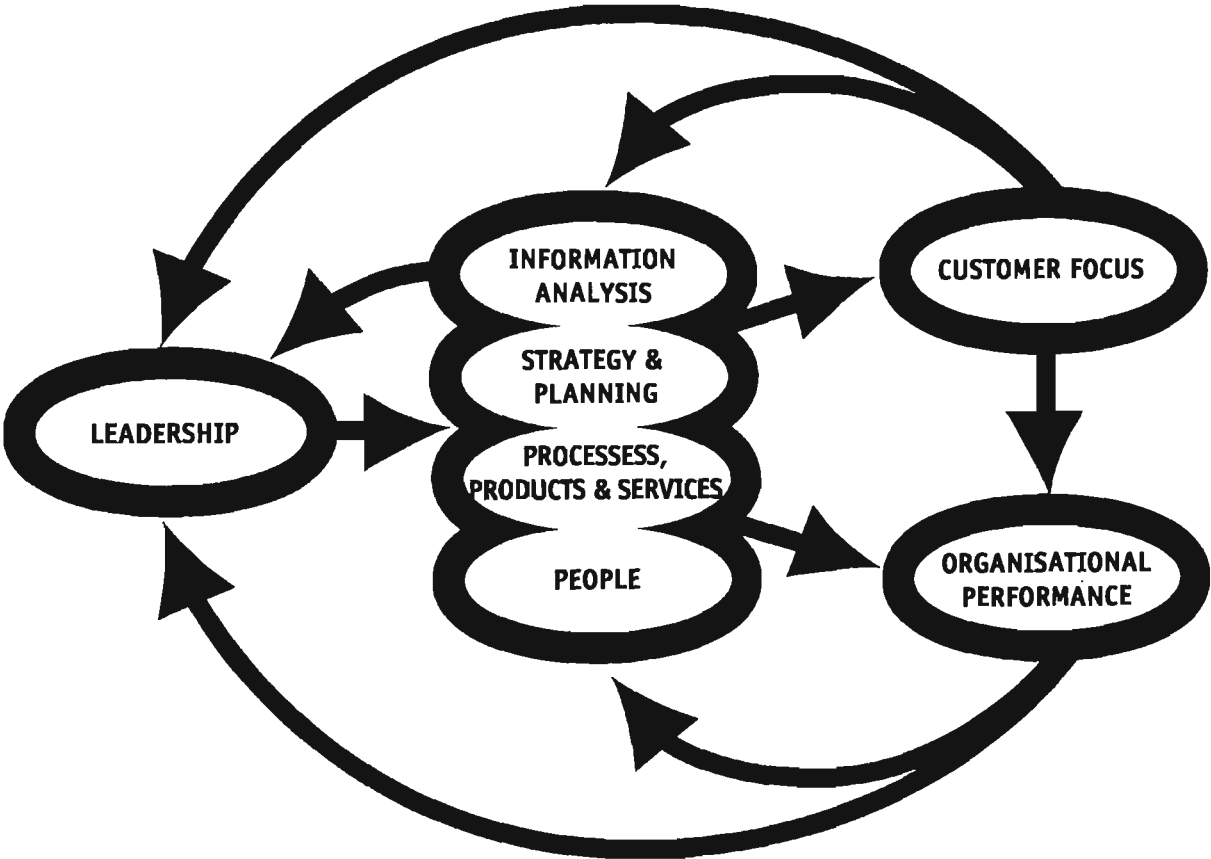 INFORMATION
ANALYSIS
CUSTOMER FOCUS
STRATEGY &
PLANNING
LEADERSHIP
PROCESSESS,
PRODUCTS & SERVICES
PEOPLE
ORGANISATIONAL
PERFORMANCE